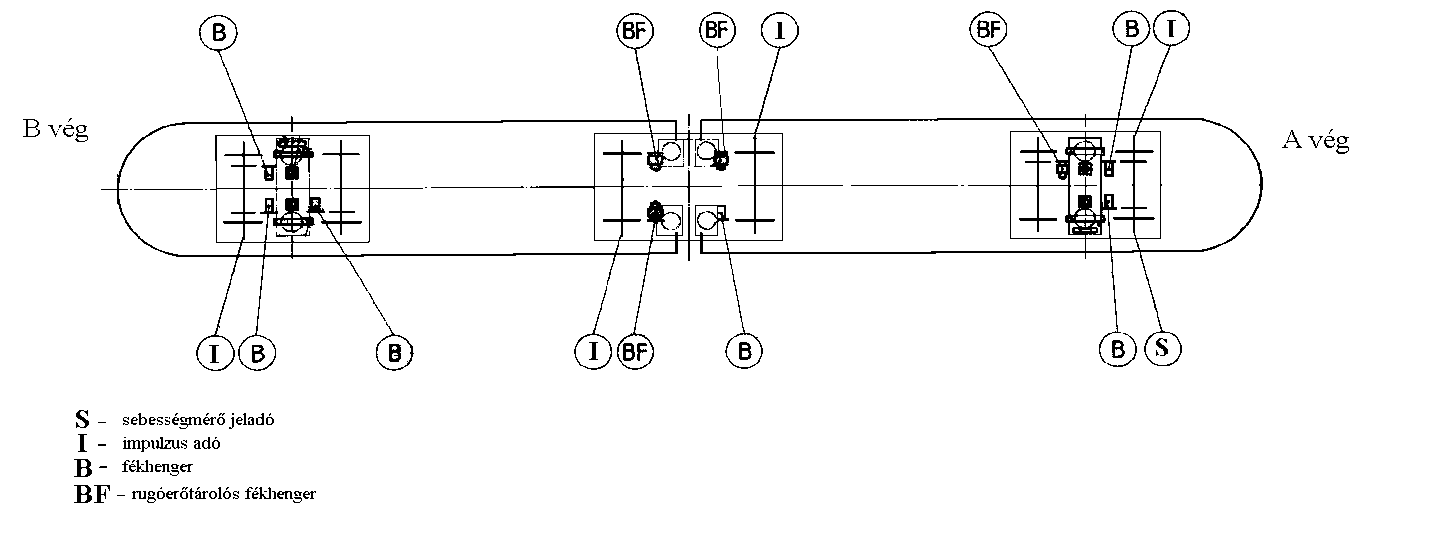 B BF BF I BF B I
B vég
A vég
I B B I BF B B S
S – sebességmérő jeladó
I – impulzus adó
B – fékhenger
BF – rugóerőtárolós fékhenger